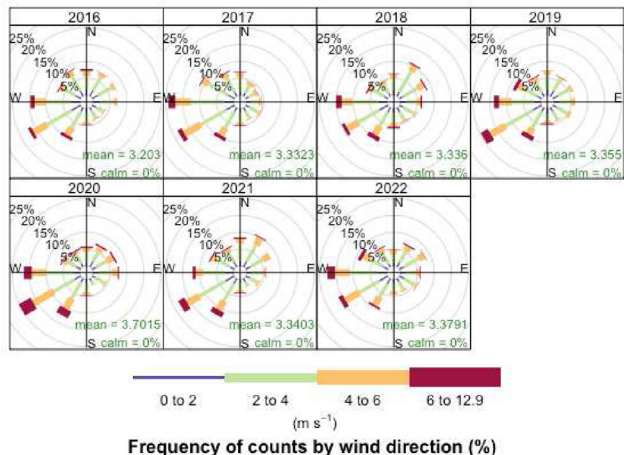 2016
N
25%
20%
15%
10%
5%
W
E
mean = 3.203
S calm = 0%
2017
N
25%
20%
15%
10%
5%
W
E
mean = 3.3323
S calm = 0%
2018
N
25%
20%
15%
10%
5%
W
E
mean = 3.336
S calm = 0%
2019
N
25%
20%
15%
10%
5%
W
E
mean = 3.355
S calm = 0%
2020
N
25%
20%
15%
10%
5%
W
E
mean = 3.7015
S calm = 0%
2021
N
25%
20%
15%
10%
5%
W
E
mean = 3.3403
S calm = 0%
2022
N
25%
20%
15%
10%
5%
W
E
mean = 3.3791
S calm = 0%
0 to 2 2 to 4 4 to 6 6 to 12.9
(m s⁻¹)
Frequency of counts by wind direction (%)